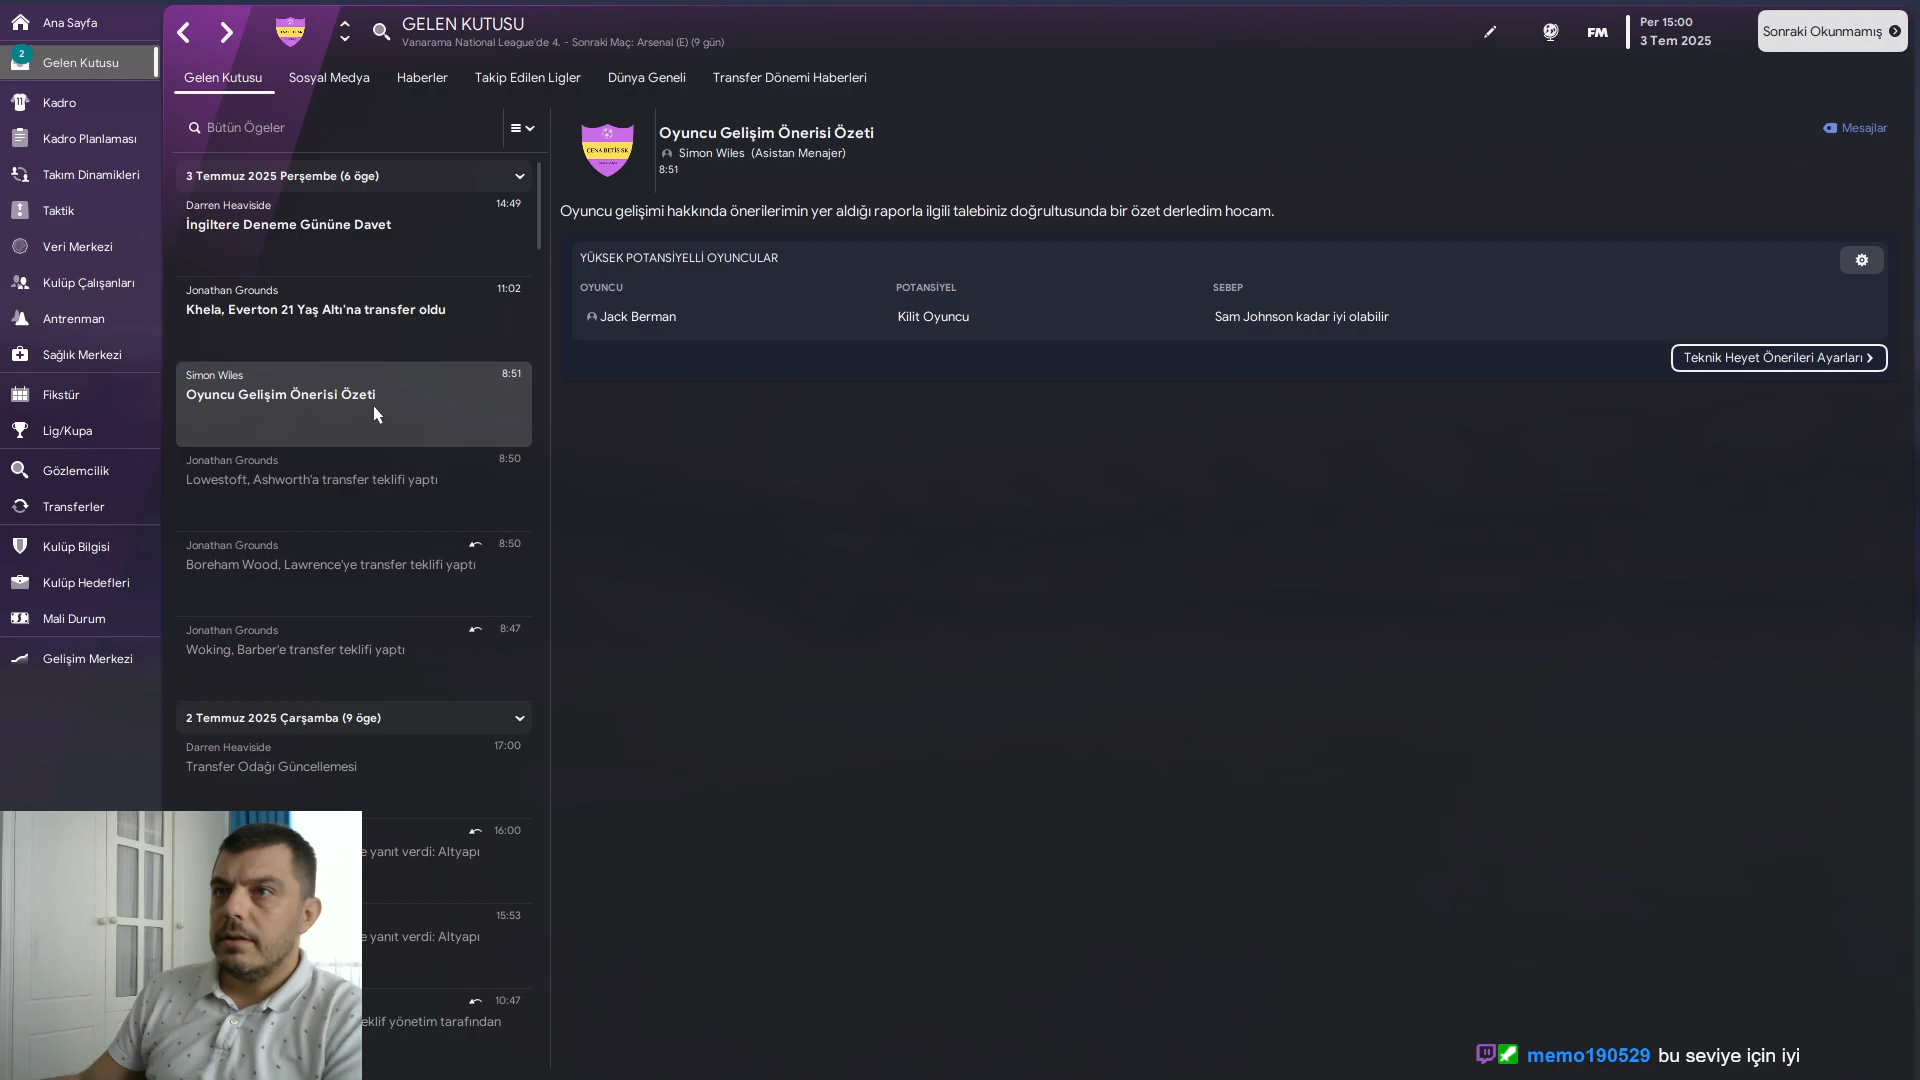 Ana Sayfa
2
Gelen Kutusu
Kadro
Kadro Planlaması
Takım Dinamikleri
Taktik
Veri Merkezi
Kulüp Çalışanları
Antrenman
Sağlık Merkezi
Fikstür
Lig/Kupa
Gözlemcilik
Transferler
Kulüp Bilgisi
Kulüp Hedefleri
Mali Durum
Gelişim Merkezi
GELEN KUTUSU
Vanarama National League'de 4. - Sonraki Maç: Arsenal (E) (9 gün)
FM
Per 15:00
3 Tem 2025
Sonraki Okunmamış
Gelen Kutusu
Sosyal Medya
Haberler
Takip Edilen Ligler
Dünya Geneli
Transfer Dönemi Haberleri
Bütün Ögeler
3 Temmuz 2025 Perşembe (6 öge)
Darren Heaviside 14:49
İngiltere Deneme Gününe Davet
Jonathan Grounds 11:02
Khela, Everton 21 Yaş Altı'na transfer oldu
Simon Wiles 8:51
Oyuncu Gelişim Önerisi Özeti
Jonathan Grounds 8:50
Lowestoft, Ashworth'a transfer teklifi yaptı
Jonathan Grounds 8:50
Boreham Wood, Lawrence'ye transfer teklifi yaptı
Jonathan Grounds 8:47
Woking, Barber'e transfer teklifi yaptı
2 Temmuz 2025 Çarşamba (9 öge)
Darren Heaviside 17:00
Transfer Odağı Güncellemesi
16:00
e yanıt verdi: Altyapı
15:53
e yanıt verdi: Altyapı
10:47
eklif yönetim tarafından
CENA BETİS SK
Oyuncu Gelişim Önerisi Özeti
Simon Wiles (Asistan Menajer)
8:51
Mesajlar
Oyuncu gelişimi hakkında önerilerimin yer aldığı raporla ilgili talebiniz doğrultusunda bir özet derledim hocam.
YÜKSEK POTANSİYELLİ OYUNCULAR
OYUNCU POTANSİYEL SEBEP
Jack Berman Kilit Oyuncu Sam Johnson kadar iyi olabilir
Teknik Heyet Önerileri Ayarları
memo190529 bu seviye için iyi